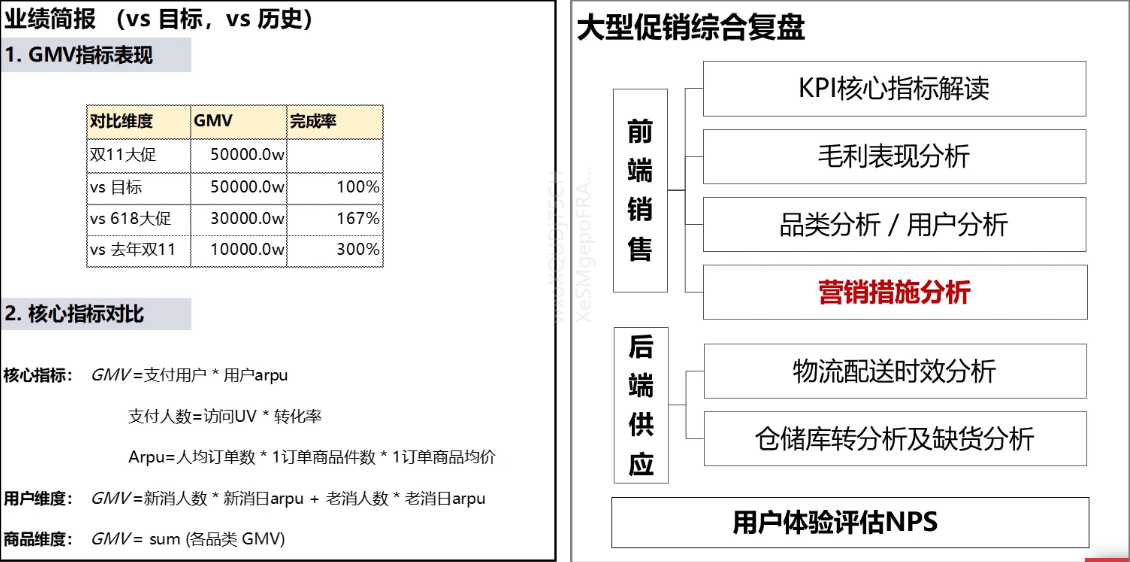 业绩简报 （vs 目标，vs 历史）
1. GMV指标表现
对比维度 GMV 完成率
双11大促 50000.0w
vs 目标 50000.0w 100%
vs 618大促 30000.0w 167%
vs 去年双11 10000.0w 300%
2. 核心指标对比
核心指标： GMV =支付用户 * 用户arpu
支付人数=访问UV * 转化率
Arpu=人均订单数 * 1订单商品件数 * 1订单商品均价
用户维度： GMV =新消人数 * 新消日arpu + 老消人数 * 老消日arpu
商品维度： GMV = sum (各品类 GMV)
大型促销综合复盘
前端销售
KPI核心指标解读
毛利表现分析
品类分析 / 用户分析
营销措施分析
后端供应
物流配送时效分析
仓储库转分析及缺货分析
用户体验评估NPS
XeSMgepoFRA...